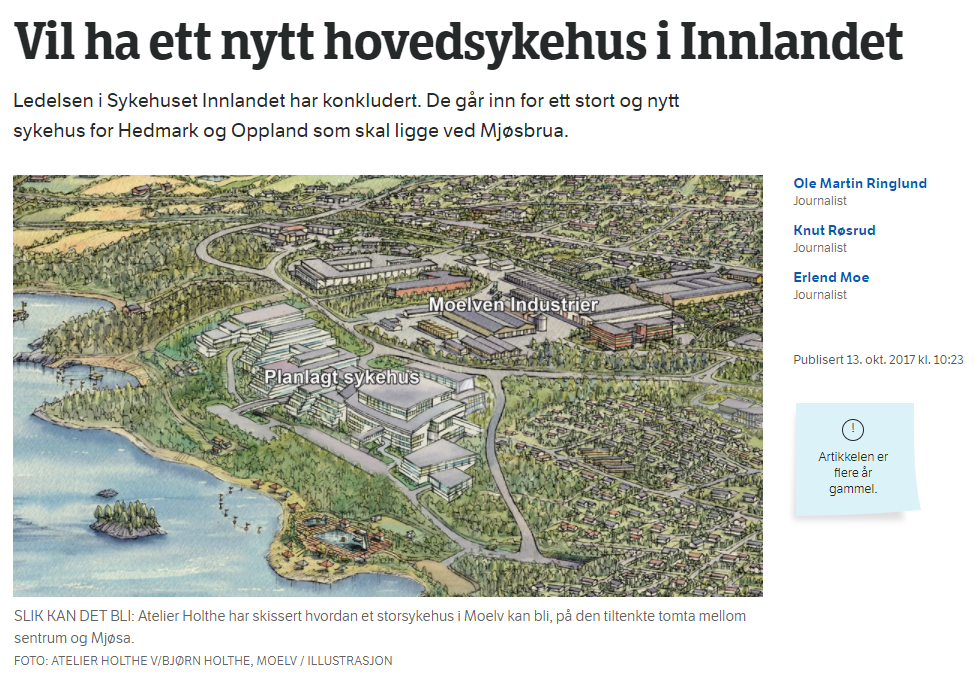 Vil ha ett nytt hovedsykehus i Innlandet
Ledelsen i Sykehuset Innlandet har konkludert. De går inn for ett stort og nytt
sykehus for Hedmark og Oppland som skal ligge ved Mjøsbrua.
Moelven Industrier
Planlagt sykehus
SLIK KAN DET BLI: Atelier Holthe har skissert hvordan et storsykehus i Moelv kan bli, på den tiltenkte tomta mellom
sentrum og Mjøsa.
FOTO: ATELIER HOLTHE V/BJØRN HOLTHE, MOELV / ILLUSTRASJON
Ole Martin Ringlund
Journalist
Knut Røsrud
Journalist
Erlend Moe
Journalist
Publisert 13. okt. 2017 kl. 10:23
!
Artikkelen er
flere år
gammel.